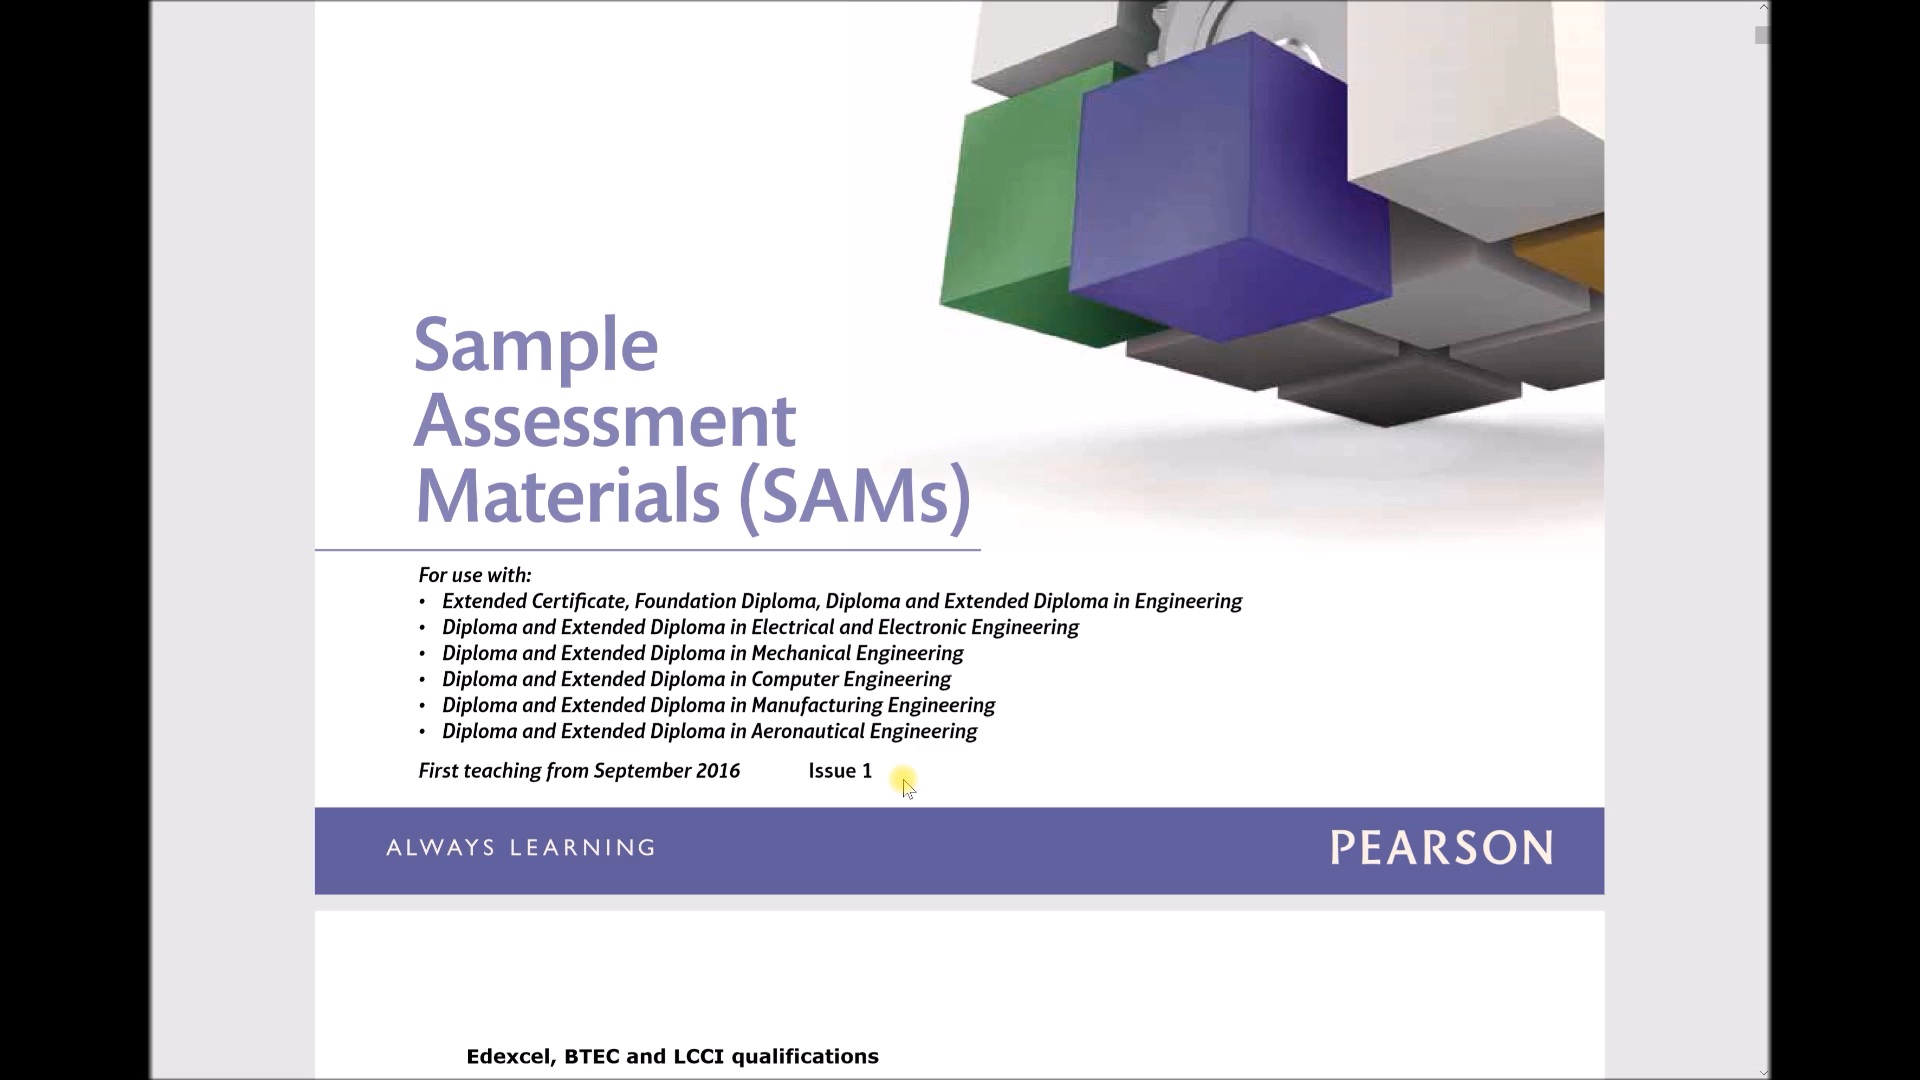 Sample
Assessment
Materials (SAMs)
For use with:
• Extended Certificate, Foundation Diploma, Diploma and Extended Diploma in Engineering
• Diploma and Extended Diploma in Electrical and Electronic Engineering
• Diploma and Extended Diploma in Mechanical Engineering
• Diploma and Extended Diploma in Computer Engineering
• Diploma and Extended Diploma in Manufacturing Engineering
• Diploma and Extended Diploma in Aeronautical Engineering
First teaching from September 2016 Issue 1
ALWAYS LEARNING PEARSON
Edexcel, BTEC and LCCI qualifications